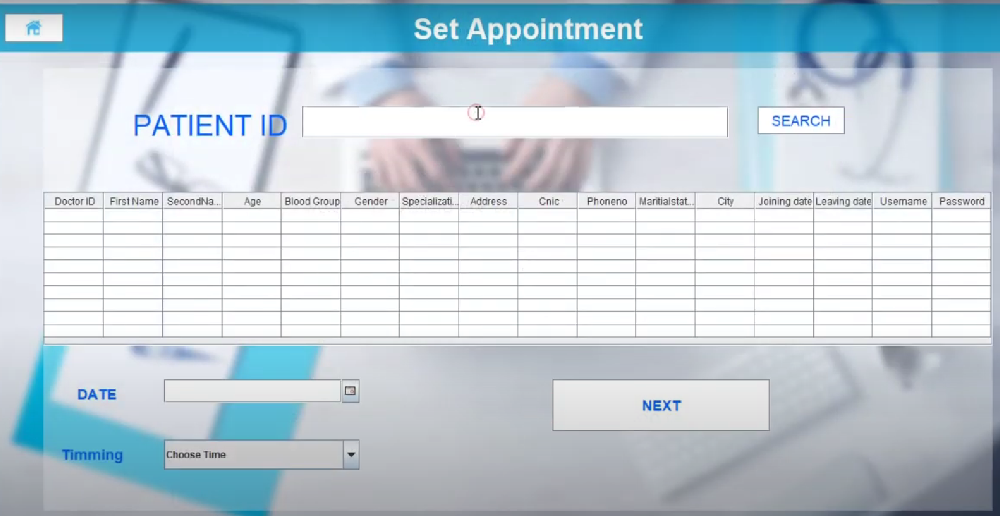 Set Appointment
PATIENT ID
SEARCH
Doctor ID First Name SecondNa... Age Blood Group Gender Specializati... Address Cnic Phoneno Maritialstat... City Joining date Leaving date Username Password
DATE
NEXT
Timming
Choose Time